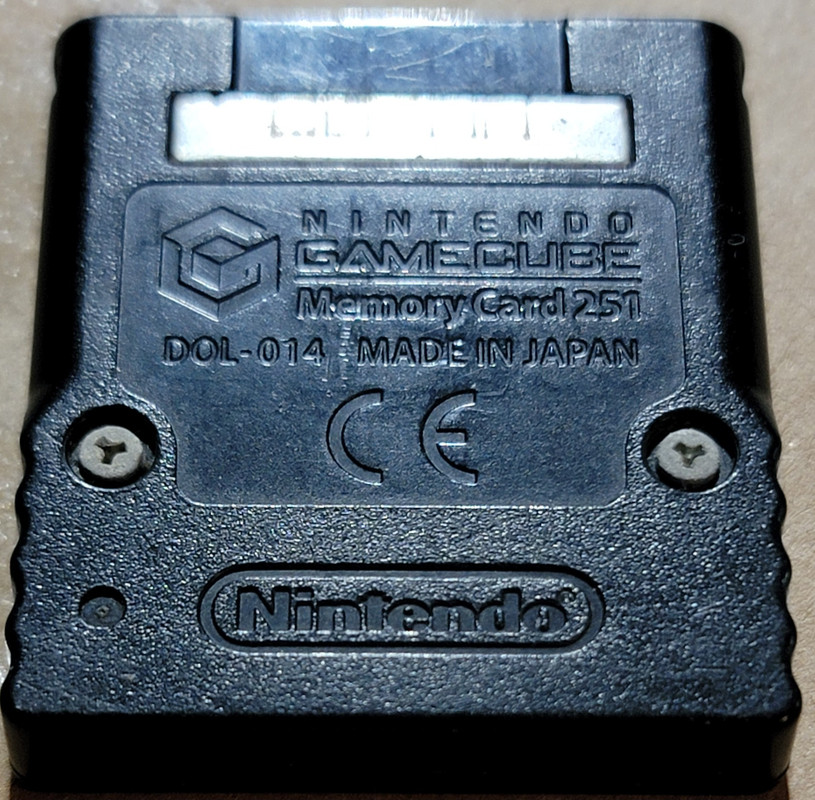 NINTENDO
GAMECUBE
Memory Card 251
DOL-014 MADE IN JAPAN
CE
Nintendo®